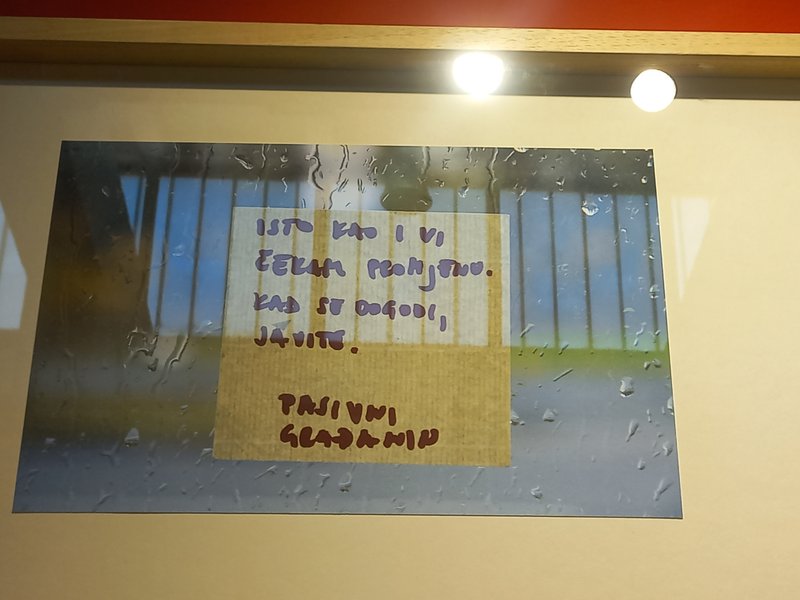 ISTO KAO I VI
ČEKAM PROMJENU.
KAD SE DOGODI,
JAVITE.
PASIVNI
GRAĐANIN